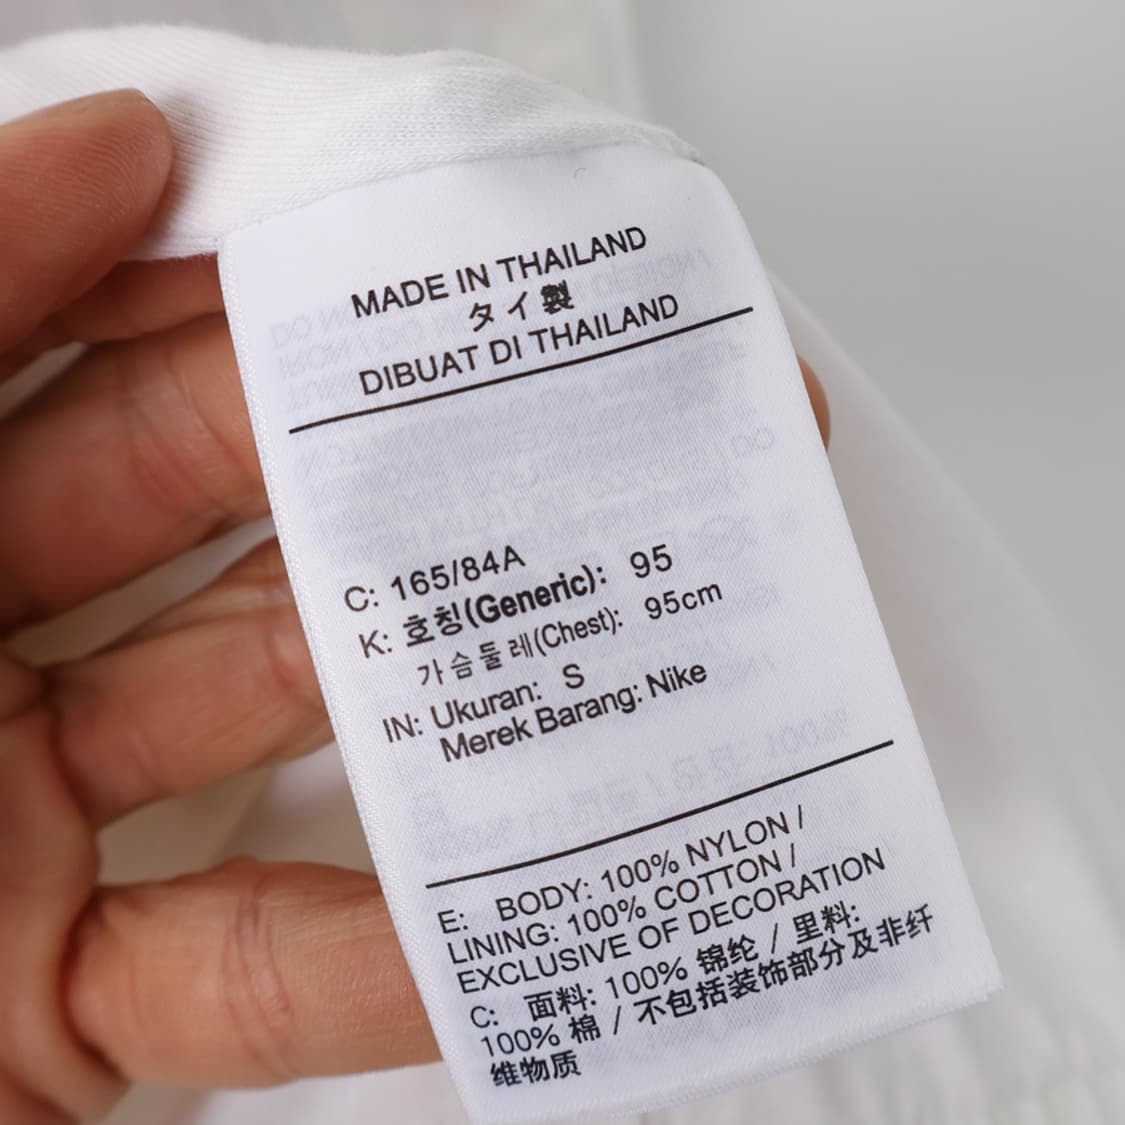 MADE IN THAILAND
タイ製
DIBUAT DI THAILAND
C: 165/84A
K: 호칭(Generic): 95
가슴둘레(Chest): 95cm
IN: Ukuran: S
Merek Barang: Nike
E: BODY: 100% NYLON /
LINING: 100% COTTON /
EXCLUSIVE OF DECORATION
C: 面料: 100% 锦纶 / 里料:
100% 棉 / 不包括装饰部分及非纤
维物质